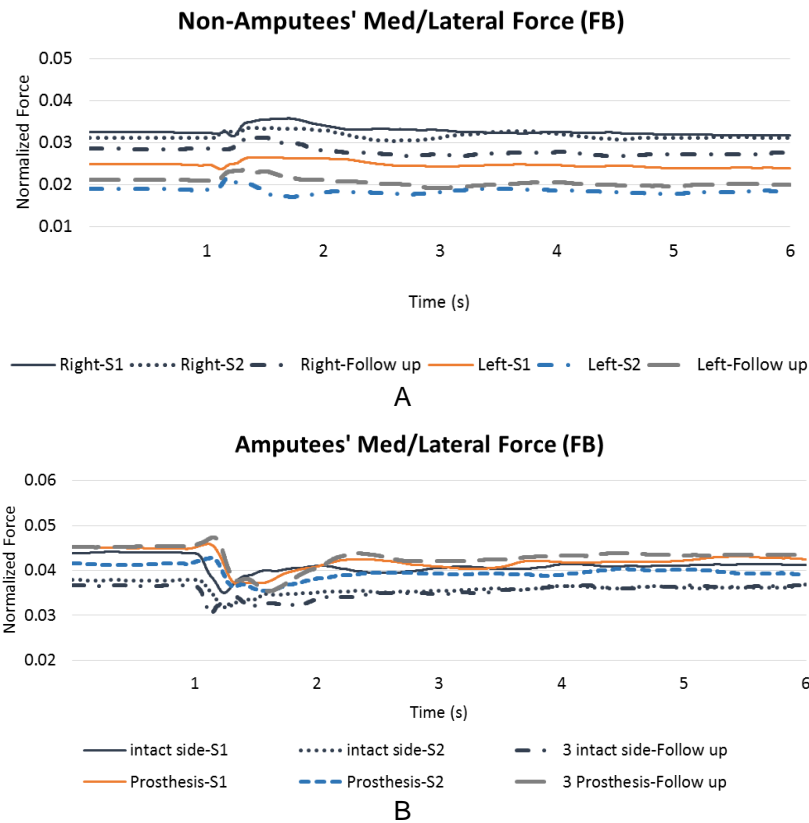 Non-Amputees' Med/Lateral Force (FB)
0.05
0.04
0.03
0.02
0.01
Normalized Force
1 2 3 4 5 6
Time (s)
Right-S1 Right-S2 Right-Follow up Left-S1 Left-S2 Left-Follow up
A
Amputees' Med/Lateral Force (FB)
0.06
0.05
0.04
0.03
0.02
Normalized Force
1 2 3 4 5 6
Time (s)
intact side-S1 intact side-S2 3 intact side-Follow up
Prosthesis-S1 Prosthesis-S2 3 Prosthesis-Follow up
B